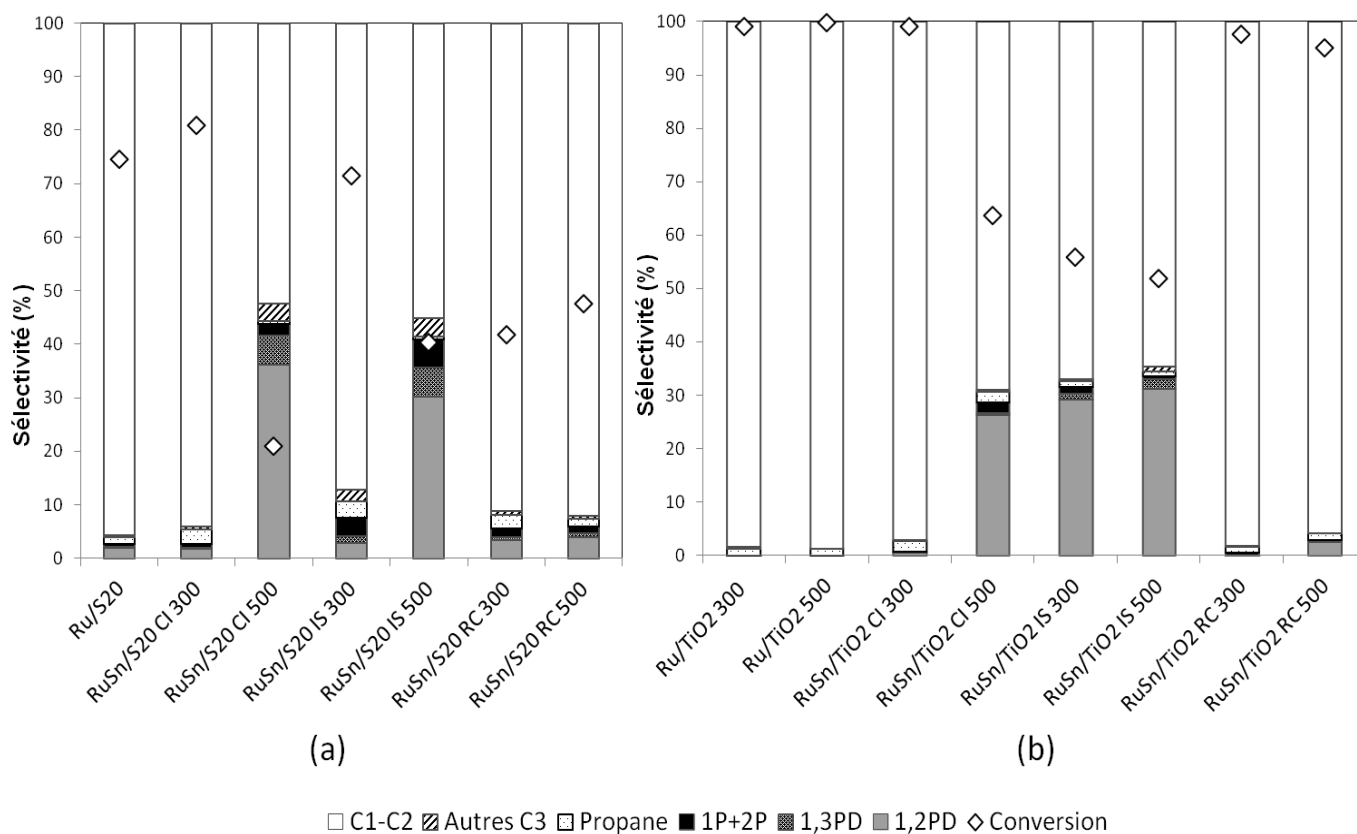 Sélectivité (%)
100
90
80
70
60
50
40
30
20
10
0
Ru/S20
RuSn/S20 CI 300
RuSn/S20 CI 500
RuSn/S20 IS 300
RuSn/S20 IS 500
RuSn/S20 RC 300
RuSn/S20 RC 500
(a)
Sélectivité (%)
100
90
80
70
60
50
40
30
20
10
0
Ru/TiO2 300
Ru/TiO2 500
RuSn/TiO2 CI 300
RuSn/TiO2 CI 500
RuSn/TiO2 IS 300
RuSn/TiO2 IS 500
RuSn/TiO2 RC 300
RuSn/TiO2 RC 500
(b)
C1-C2 Autres C3 Propane 1P+2P 1,3PD 1,2PD Conversion